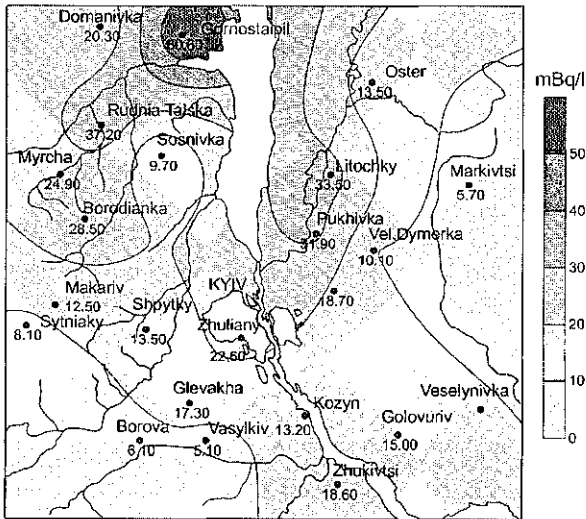 Domanivka
20.30
Gornostaipil
60.60
Oster
13.50
mBq/l
Rudnia-Talska
37.20
Sosnivka
9.70
50
Myrcha
24.90
Litochky
33.50
Markivtsi
5.70
40
Borodianka
28.50
Pukhivka
31.90
Vel.Dymerka
10.10
30
Makariv
12.50
KYIV
18.70
20
Sytniaky
8.10
Shpytky
13.50
Zhuliany
22.60
10
Glevakha
17.30
Kozyn
13.20
Veselynivka
Golovuriv
15.00
0
Borova
6.10
Vasylkiv
5.10
Zhukivtsi
18.60